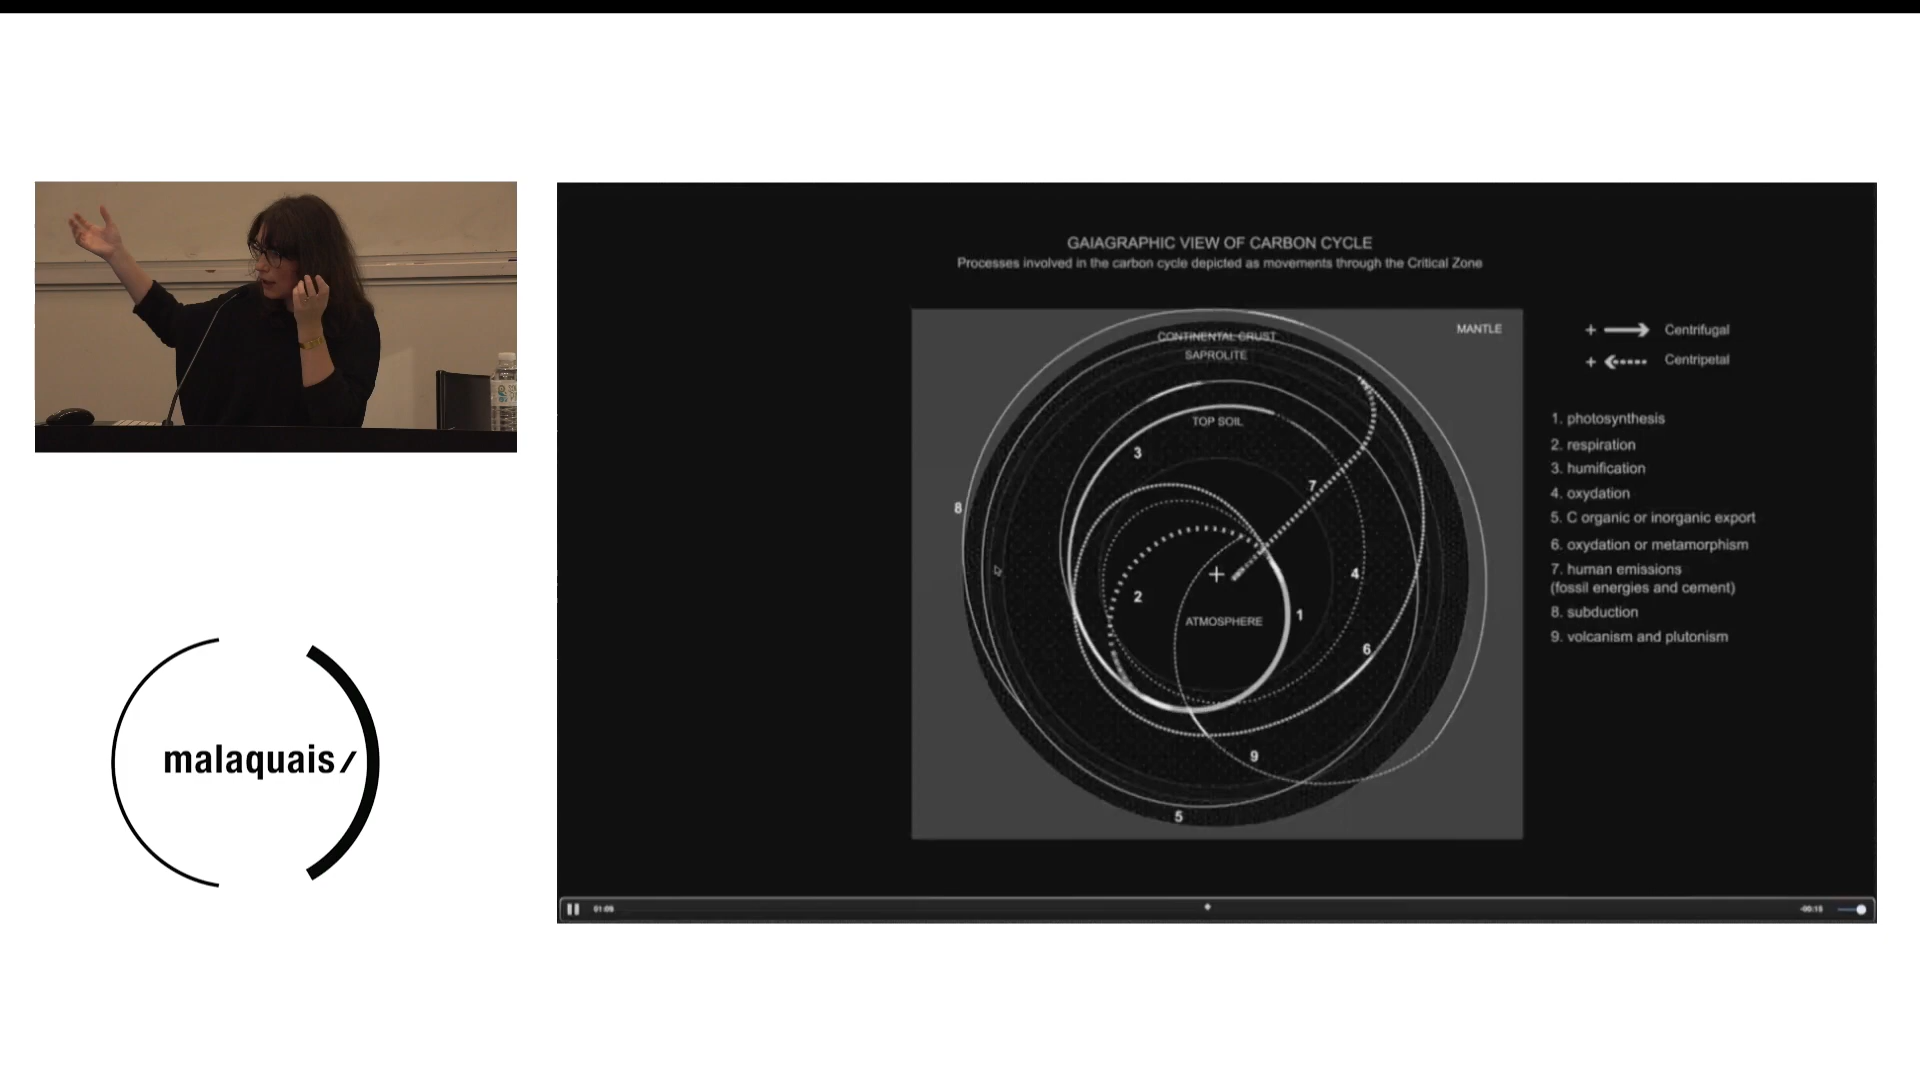 GAIAGRAPHIC VIEW OF CARBON CYCLE
Processes involved in the carbon cycle depicted as movements through the Critical Zone
CONTINENTAL CRUST
MANTLE
SAPROLITE
TOP SOIL
3
7
8
4
2
1
ATMOSPHERE
6
9
5
+ Centrifugal
+ Centripetal
1. photosynthesis
2. respiration
3. humification
4. oxydation
5. C organic or inorganic export
6. oxydation or metamorphism
7. human emissions
(fossil energies and cement)
8. subduction
9. volcanism and plutonism
malaquais/
01:09